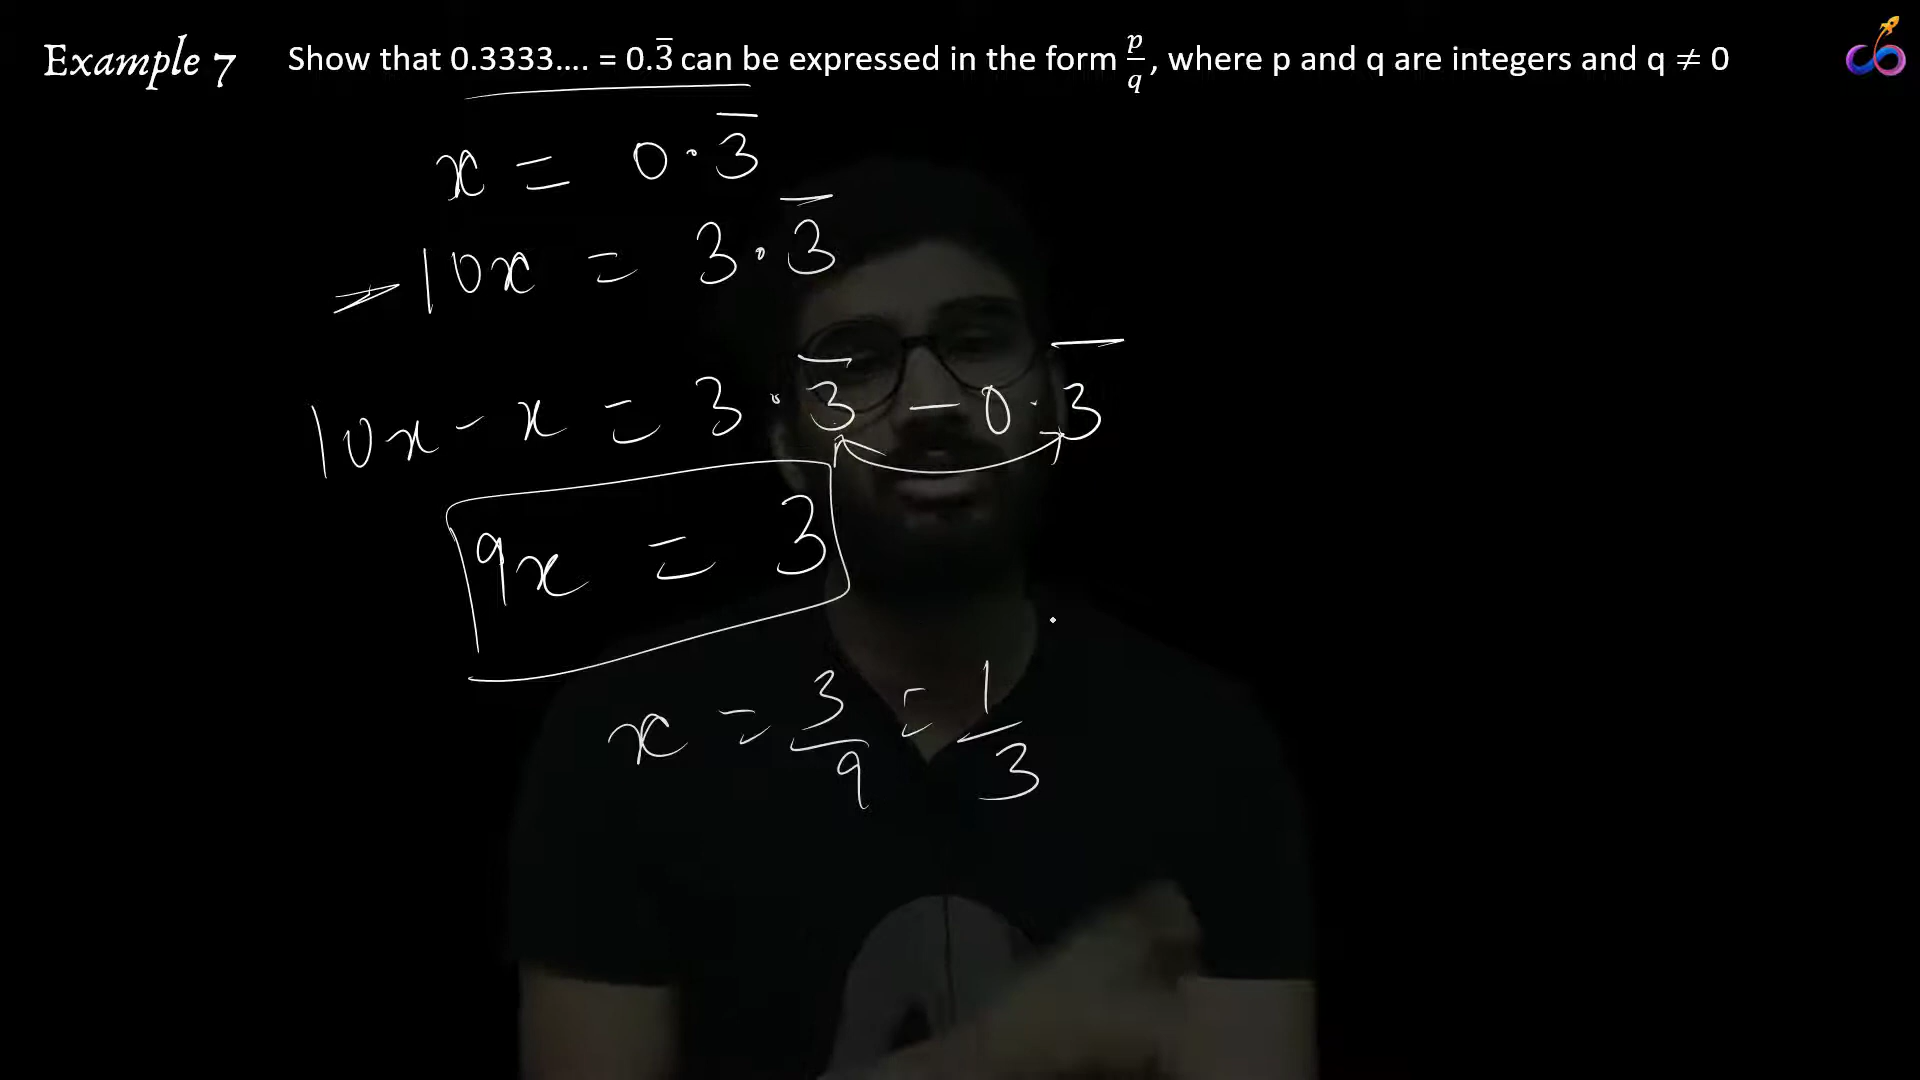 Example 7 Show that 0.3333.... = 0.3̅ can be expressed in the form p/q, where p and q are integers and q ≠ 0
x = 0.3̅
10x = 3.3̅
10x - x = 3.3̅ - 0.3̅
9x = 3
x = 3/9 = 1/3